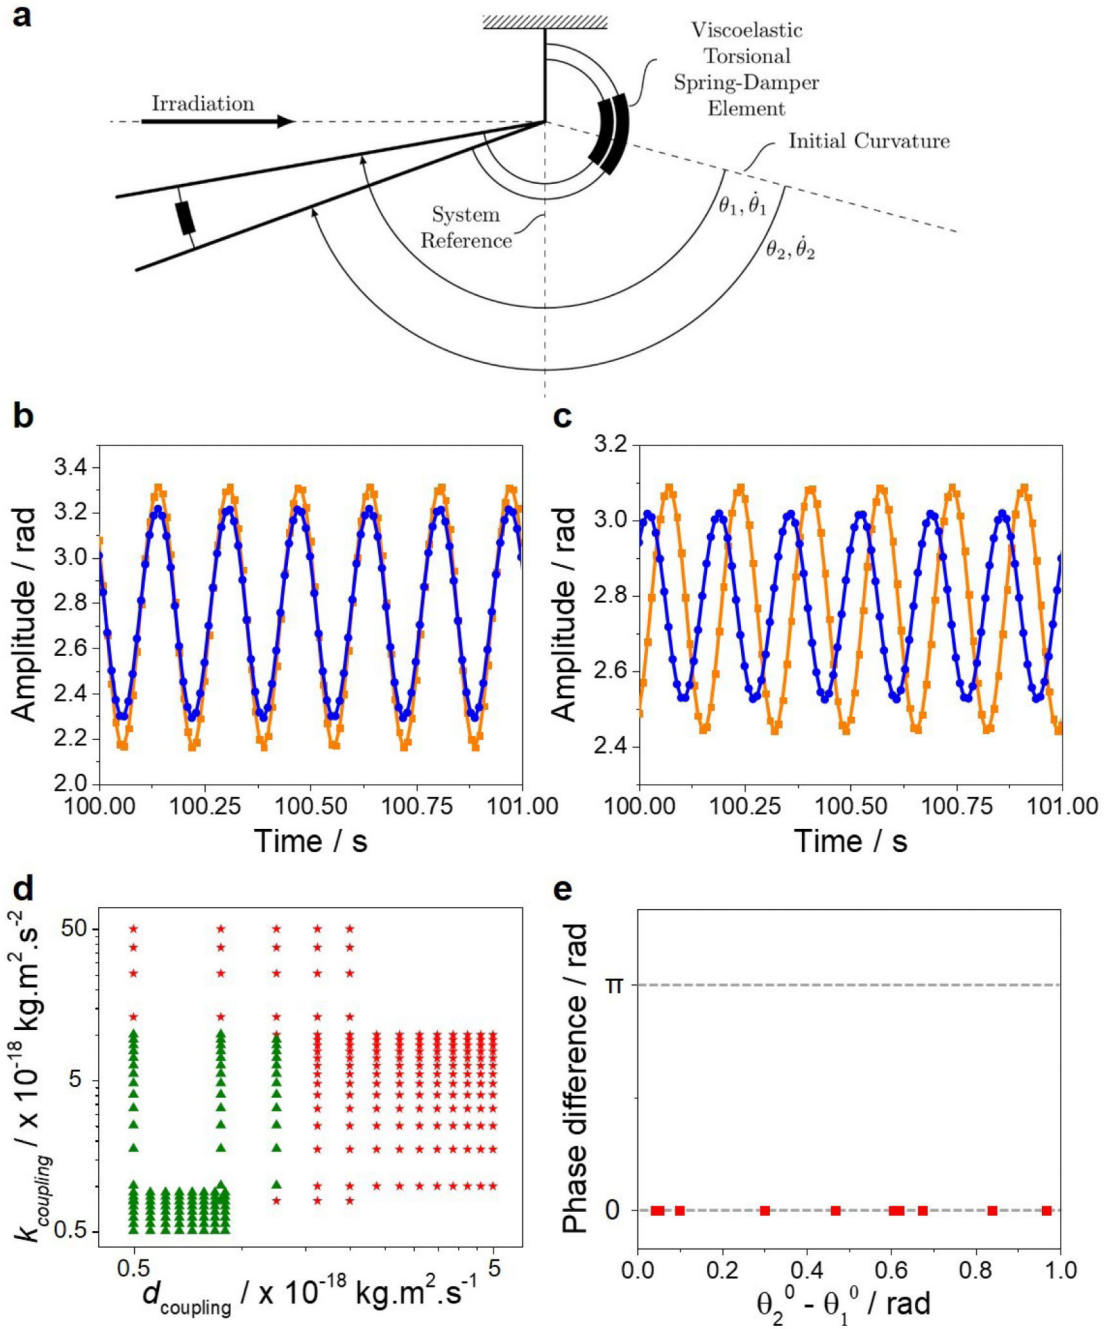 a
Viscoelastic
Torsional
Spring-Damper
Element
Irradiation
Initial Curvature
System
Reference
θ₁, θ̇₁
θ₂, θ̇₂
b
Amplitude / rad
3.4
3.2
3.0
2.8
2.6
2.4
2.2
2.0
100.00 100.25 100.50 100.75 101.00
Time / s
c
Amplitude / rad
3.2
3.0
2.8
2.6
2.4
100.00 100.25 100.50 100.75 101.00
Time / s
d
k_coupling / x 10⁻¹⁸ kg.m².s⁻²
50
5
0.5
0.5 5
d_coupling / x 10⁻¹⁸ kg.m².s⁻¹
e
Phase difference / rad
π
0
0.0 0.2 0.4 0.6 0.8 1.0
θ₂⁰ - θ₁⁰ / rad